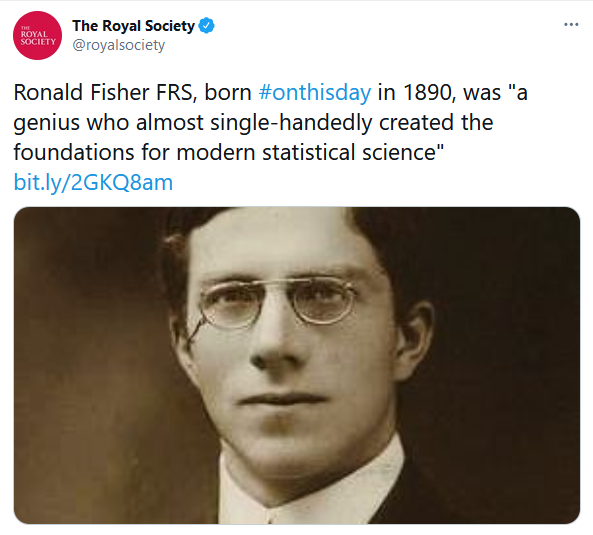 THE
ROYAL
SOCIETY
The Royal Society
@royalsociety
Ronald Fisher FRS, born #onthisday in 1890, was "a
genius who almost single-handedly created the
foundations for modern statistical science"
bit.ly/2GKQ8am